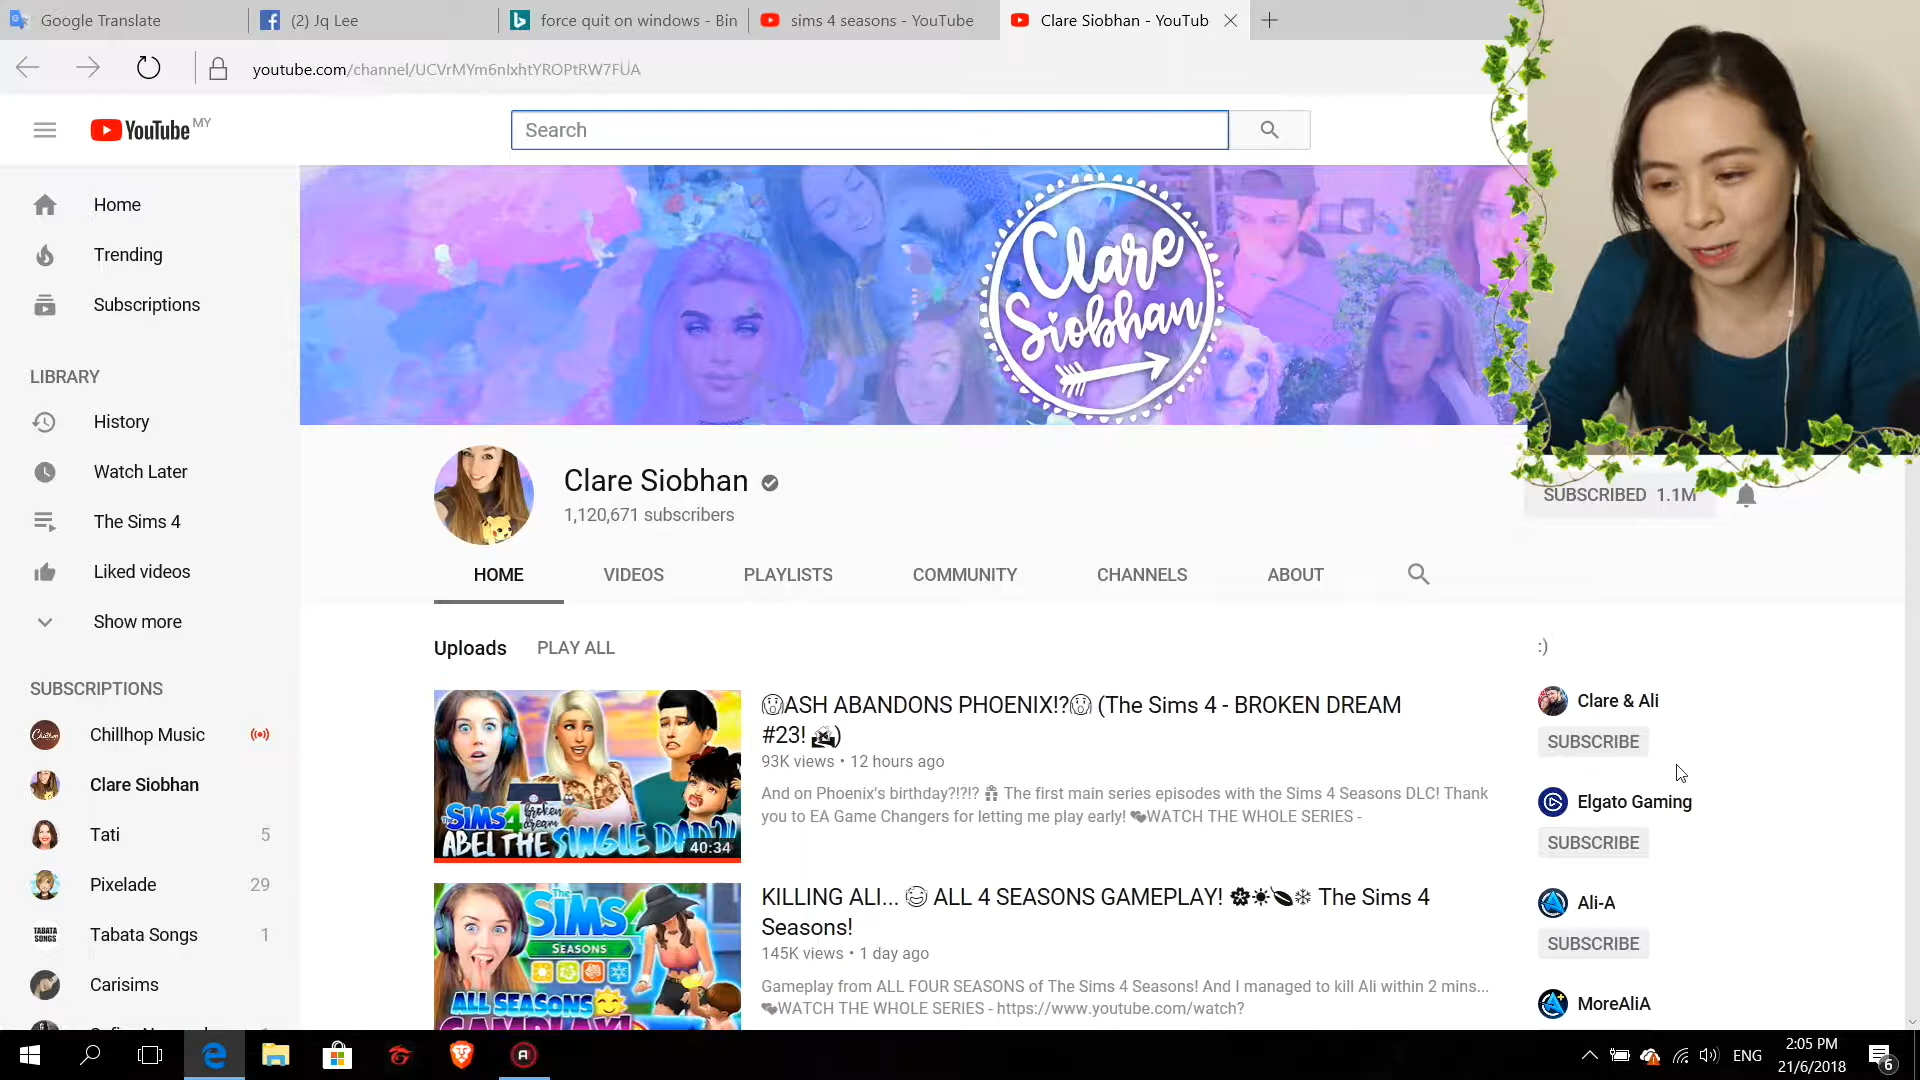 Google Translate
(2) Jq Lee
force quit on windows - Bin
sims 4 seasons - YouTube
Clare Siobhan - YouTub
youtube.com/channel/UCVrMYm6nIxhtYROPtRW7FUA
YouTube MY
Search
Home
Trending
Subscriptions
LIBRARY
History
Watch Later
The Sims 4
Liked videos
Show more
SUBSCRIPTIONS
Chillhop Music
Clare Siobhan
Tati 5
Pixelade 29
Tabata Songs 1
Carisims
Clare
Siobhan
Clare Siobhan
1,120,671 subscribers
SUBSCRIBED 1.1M
HOME
VIDEOS
PLAYLISTS
COMMUNITY
CHANNELS
ABOUT
Uploads PLAY ALL
THE SIMS 4 broken dream
ABEL THE SINGLE DAD?!
40:34
😱ASH ABANDONS PHOENIX!?😱 (The Sims 4 - BROKEN DREAM
#23! 🌋)
93K views • 12 hours ago
And on Phoenix's birthday?!?!? 🎁 The first main series episodes with the Sims 4 Seasons DLC! Thank
you to EA Game Changers for letting me play early! ❤WATCH THE WHOLE SERIES -
The SIMS 4
SEASONS
ALL SEASONS
GAMEPLAY!
KILLING ALI... 😂 ALL 4 SEASONS GAMEPLAY! 🌼☀🍂❄ The Sims 4
Seasons!
145K views • 1 day ago
Gameplay from ALL FOUR SEASONS of The Sims 4 Seasons! And I managed to kill Ali within 2 mins...
❤WATCH THE WHOLE SERIES - https://www.youtube.com/watch?
:)
Clare & Ali
SUBSCRIBE
Elgato Gaming
SUBSCRIBE
Ali-A
SUBSCRIBE
MoreAliA
ENG
2:05 PM
21/6/2018
6